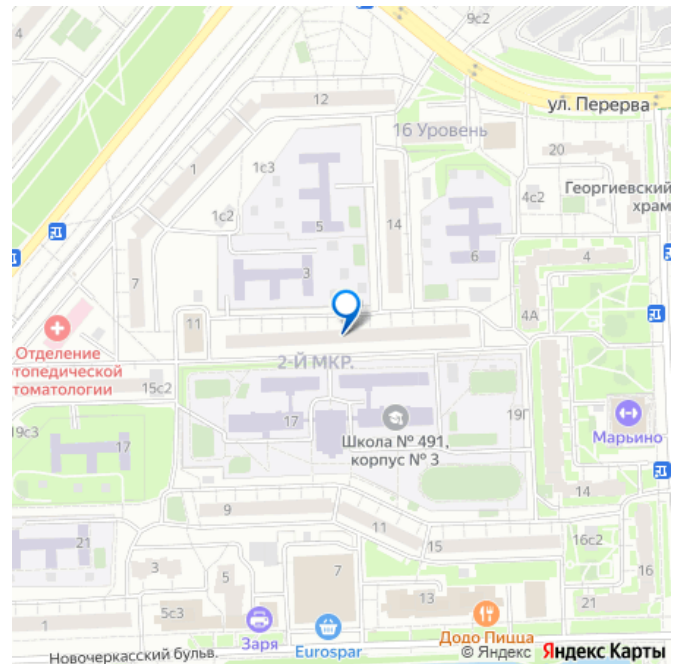 4
9с2
ул. Перерва
12
16 Уровень
20
1с3
1
Георгиевский
храм
4с2
1с2
5
14
6
4
7
3
4А
11
2-Й МКР.
Отделение
топедической
томатологии
15с2
19с3
17
17
Школа № 491,
корпус № 3
19Г
Марьино
14
9
11
15
16с2
16
21
3
5
7
13
21
5с3
1
Заря
Eurospar
Додо Пицца
Новочеркасский бульв.
© Яндекс Яндекс Карты